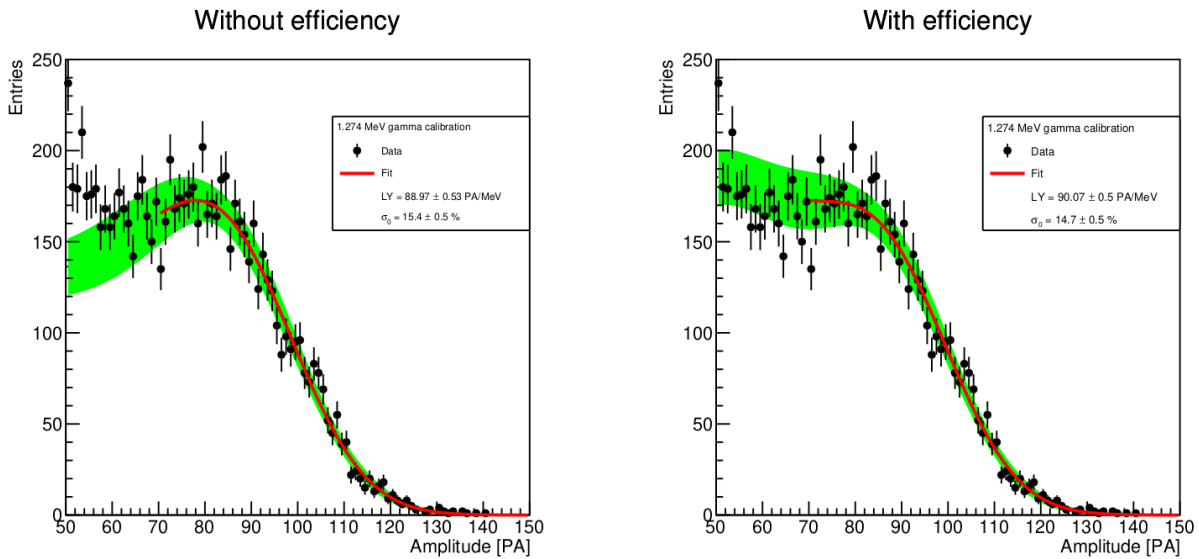 Without efficiency
With efficiency
Entries
250
200
150
100
50
0
1.274 MeV gamma calibration
Data
Fit
LY = 88.97 ± 0.53 PA/MeV
σ0 = 15.4 ± 0.5 %
50 60 70 80 90 100 110 120 130 140 150
Amplitude [PA]
Entries
250
200
150
100
50
0
1.274 MeV gamma calibration
Data
Fit
LY = 90.07 ± 0.5 PA/MeV
σ0 = 14.7 ± 0.5 %
50 60 70 80 90 100 110 120 130 140 150
Amplitude [PA]